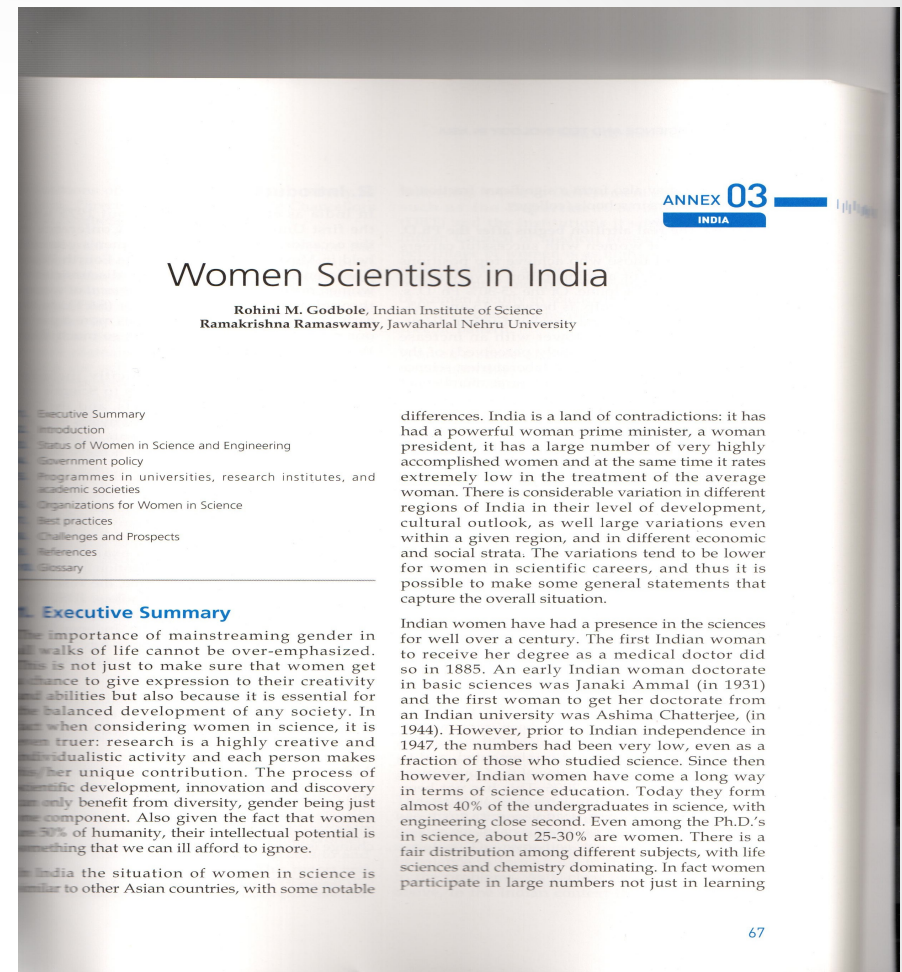 ANNEX 03
INDIA
Women Scientists in India
Rohini M. Godbole, Indian Institute of Science
Ramakrishna Ramaswamy, Jawaharlal Nehru University
Executive Summary
Introduction
Status of Women in Science and Engineering
Government policy
Programmes in universities, research institutes, and
academic societies
Organizations for Women in Science
Best practices
Challenges and Prospects
References
Glossary
1. Executive Summary
The importance of mainstreaming gender in
all walks of life cannot be over-emphasized.
This is not just to make sure that women get
a chance to give expression to their creativity
and abilities but also because it is essential for
the balanced development of any society. In
fact when considering women in science, it is
even truer: research is a highly creative and
individualistic activity and each person makes
his/her unique contribution. The process of
scientific development, innovation and discovery
can only benefit from diversity, gender being just
one component. Also given the fact that women
are 50% of humanity, their intellectual potential is
something that we can ill afford to ignore.
In India the situation of women in science is
similar to other Asian countries, with some notable
differences. India is a land of contradictions: it has
had a powerful woman prime minister, a woman
president, it has a large number of very highly
accomplished women and at the same time it rates
extremely low in the treatment of the average
woman. There is considerable variation in different
regions of India in their level of development,
cultural outlook, as well large variations even
within a given region, and in different economic
and social strata. The variations tend to be lower
for women in scientific careers, and thus it is
possible to make some general statements that
capture the overall situation.
Indian women have had a presence in the sciences
for well over a century. The first Indian woman
to receive her degree as a medical doctor did
so in 1885. An early Indian woman doctorate
in basic sciences was Janaki Ammal (in 1931)
and the first woman to get her doctorate from
an Indian university was Ashima Chatterjee, (in
1944). However, prior to Indian independence in
1947, the numbers had been very low, even as a
fraction of those who studied science. Since then
however, Indian women have come a long way
in terms of science education. Today they form
almost 40% of the undergraduates in science, with
engineering close second. Even among the Ph.D.'s
in science, about 25-30% are women. There is a
fair distribution among different subjects, with life
sciences and chemistry dominating. In fact women
participate in large numbers not just in learning
67